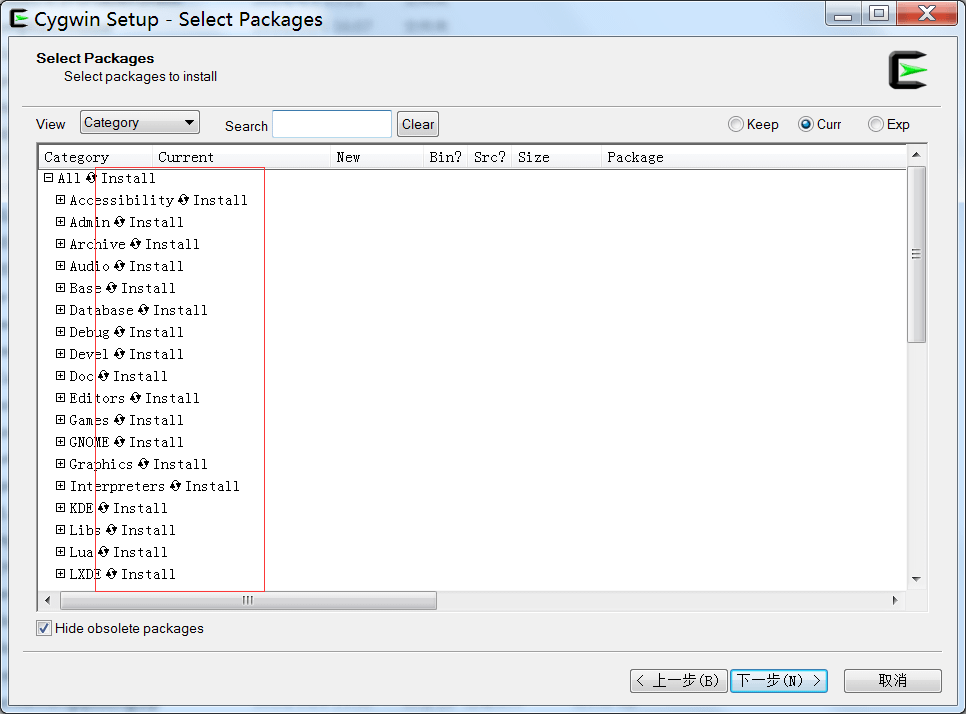 Cygwin Setup - Select Packages
Select Packages
Select packages to install
View Category Search Clear Keep Curr Exp
Category Current New Bin? Src? Size Package
All Install
Accessibility Install
Admin Install
Archive Install
Audio Install
Base Install
Database Install
Debug Install
Devel Install
Doc Install
Editors Install
Games Install
GNOME Install
Graphics Install
Interpreters Install
KDE Install
Libs Install
Lua Install
LXDE Install
Hide obsolete packages
< 上一步(B) 下一步(N) > 取消